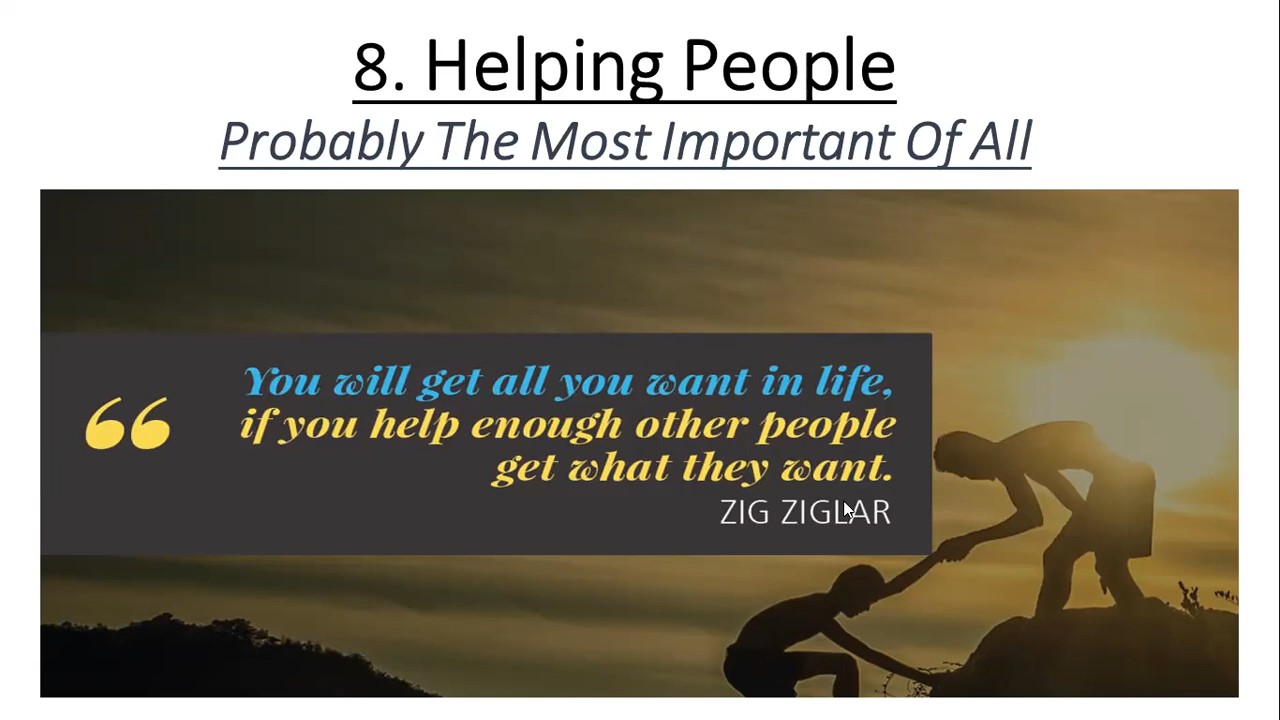 8. Helping People
Probably The Most Important Of All
“
You will get all you want in life,
if you help enough other people
get what they want.
ZIG ZIGLAR